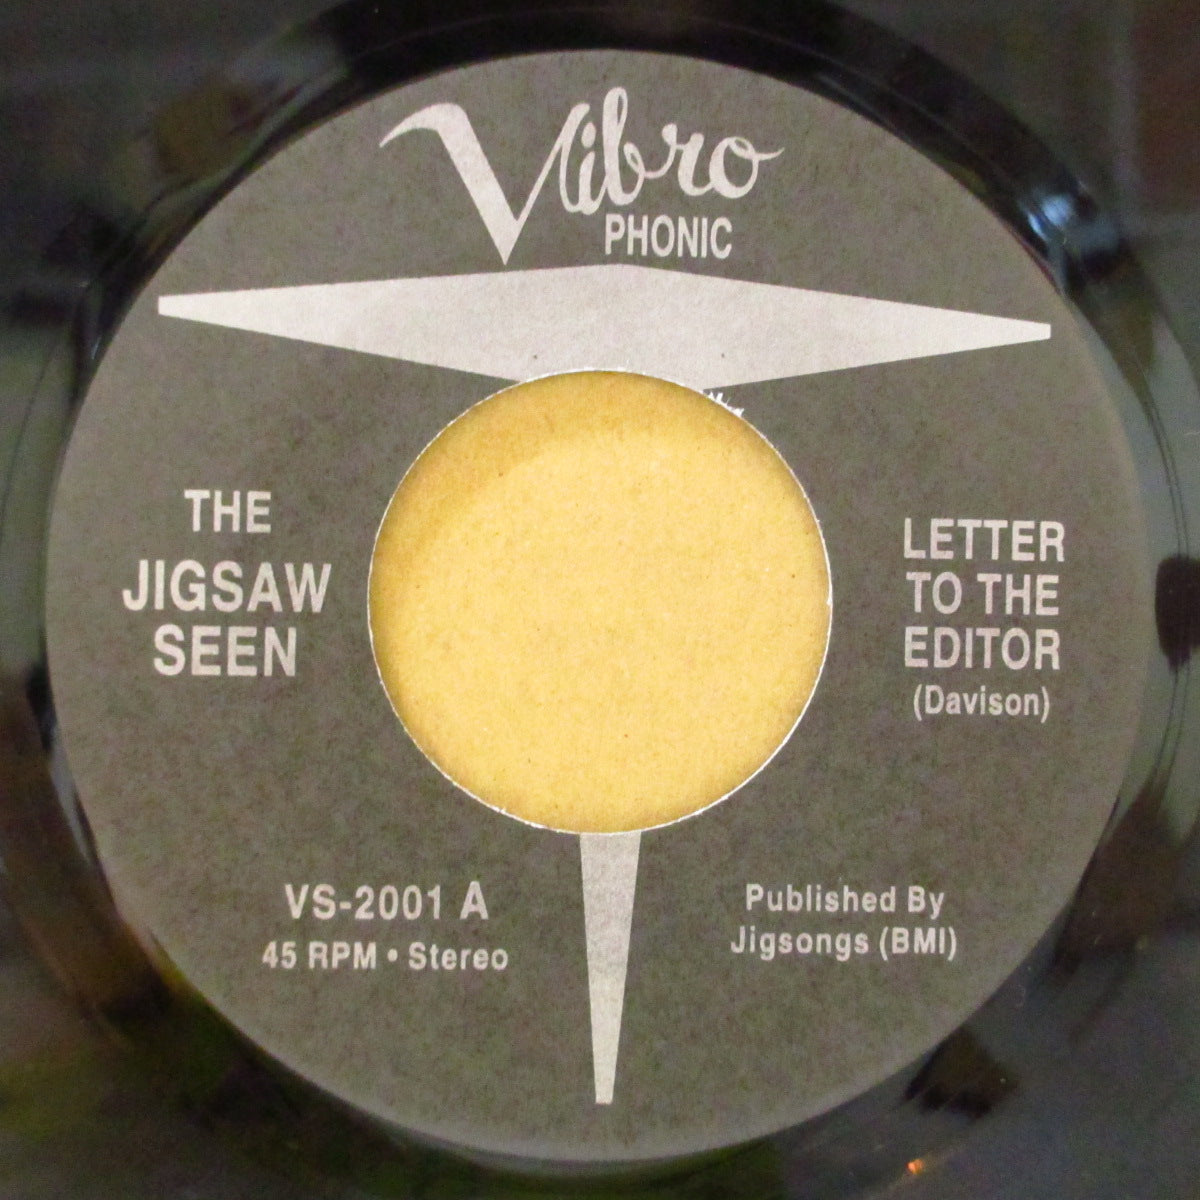 Vibro
PHONIC
THE
JIGSAW
SEEN
LETTER
TO THE
EDITOR
(Davison)
VS-2001 A
45 RPM • Stereo
Published By
Jigsongs (BMI)